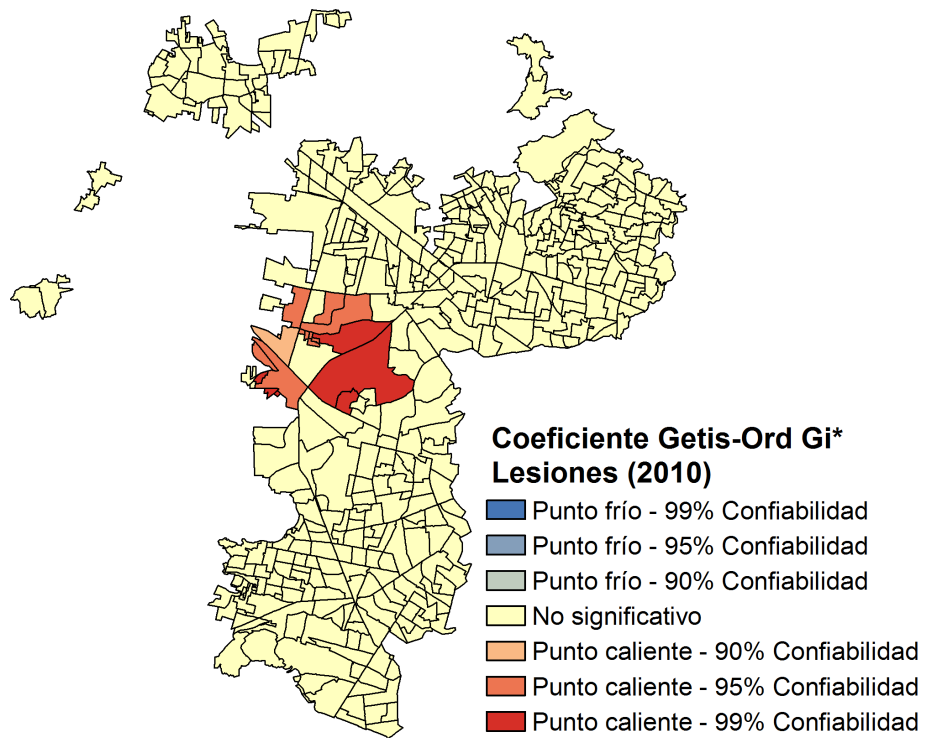 Coeficiente Getis-Ord Gi*
Lesiones (2010)
Punto frío - 99% Confiabilidad
Punto frío - 95% Confiabilidad
Punto frío - 90% Confiabilidad
No significativo
Punto caliente - 90% Confiabilidad
Punto caliente - 95% Confiabilidad
Punto caliente - 99% Confiabilidad